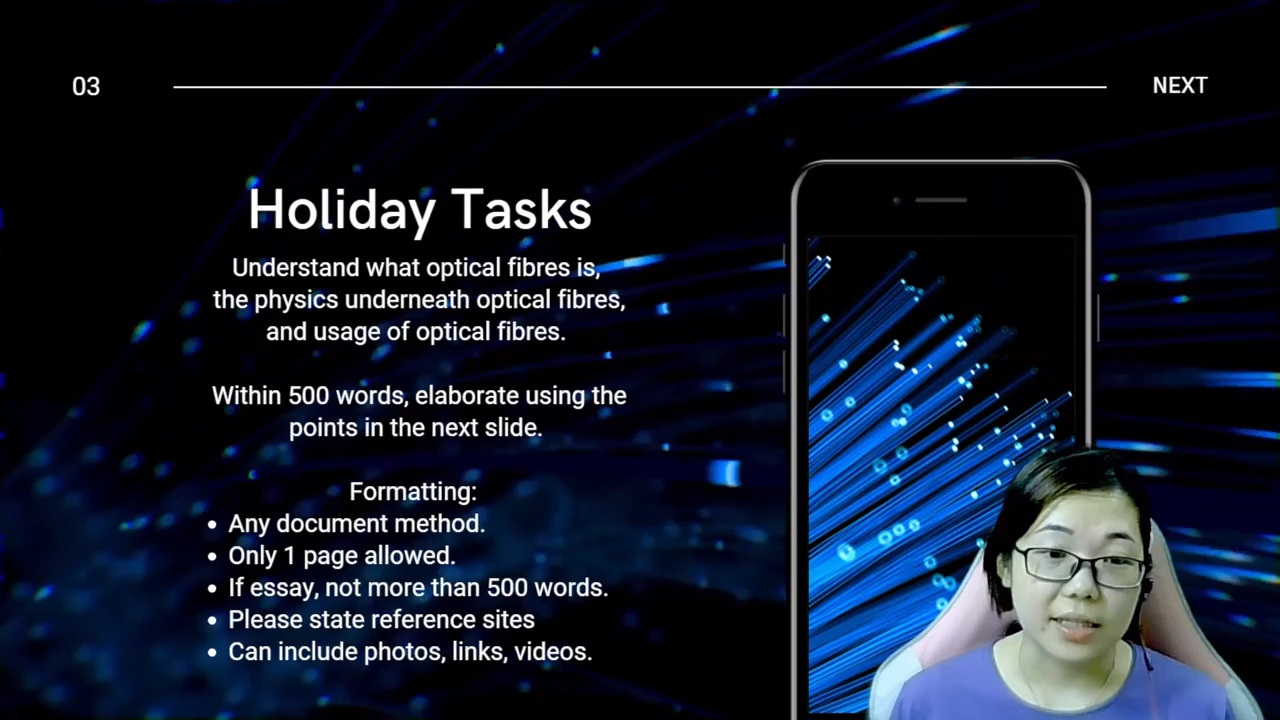 03
NEXT
Holiday Tasks
Understand what optical fibres is,
the physics underneath optical fibres,
and usage of optical fibres.
Within 500 words, elaborate using the
points in the next slide.
Formatting:
• Any document method.
• Only 1 page allowed.
• If essay, not more than 500 words.
• Please state reference sites
• Can include photos, links, videos.